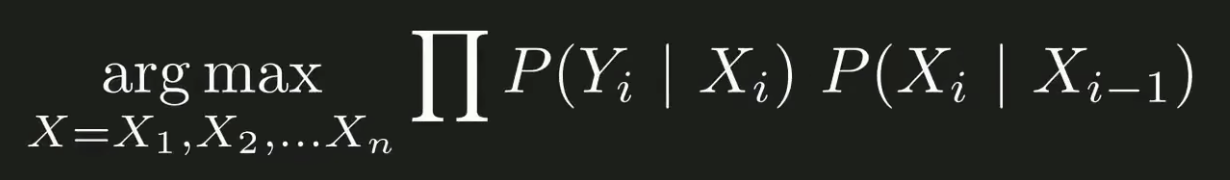 arg max ∏ P(Y_i | X_i) P(X_i | X_{i−1})
X=X_1,X_2,...X_n